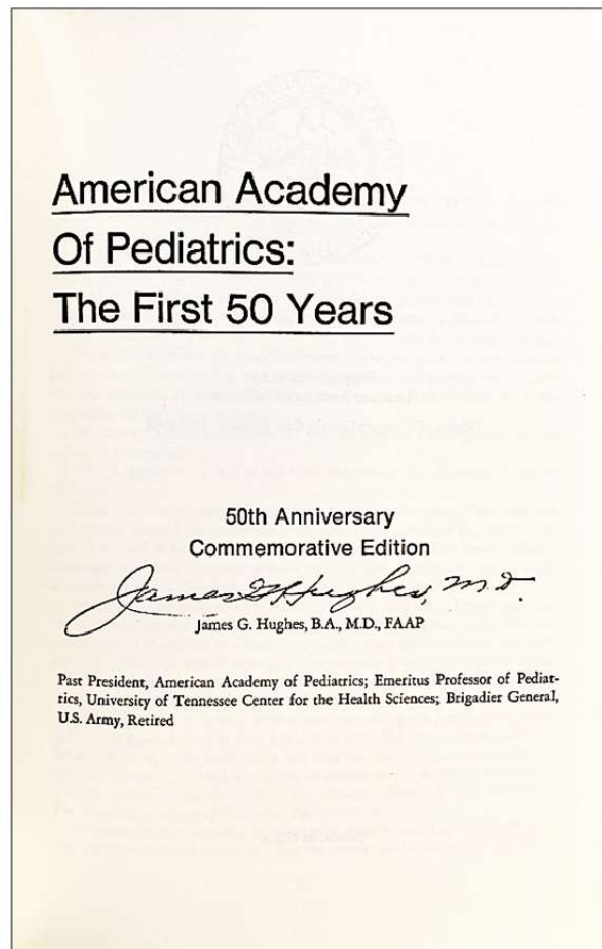 American Academy
Of Pediatrics:
The First 50 Years
50th Anniversary
Commemorative Edition
James G Hughes, M.D.
James G. Hughes, B.A., M.D., FAAP
Past President, American Academy of Pediatrics; Emeritus Professor of Pediat-
rics, University of Tennessee Center for the Health Sciences; Brigadier General,
U.S. Army, Retired